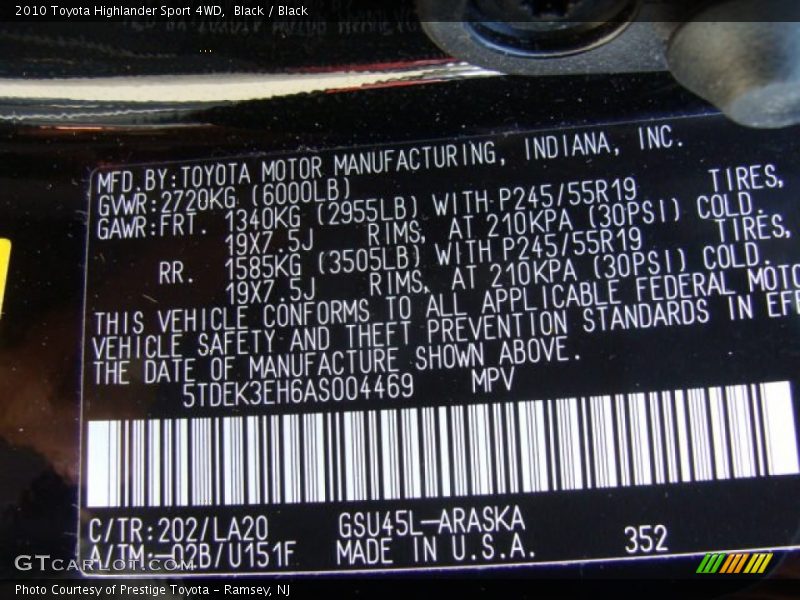 2010 Toyota Highlander Sport 4WD, Black / Black
MFD.BY:TOYOTA MOTOR MANUFACTURING, INDIANA, INC.
GVWR:2720KG (6000LB)
GAWR:FRT. 1340KG (2955LB) WITH P245/55R19 TIRES,
19X7.5J RIMS, AT 210KPA (30PSI) COLD.
RR. 1585KG (3505LB) WITH P245/55R19 TIRES,
19X7.5J RIMS, AT 210KPA (30PSI) COLD.
THIS VEHICLE CONFORMS TO ALL APPLICABLE FEDERAL MOTO
VEHICLE SAFETY AND THEFT PREVENTION STANDARDS IN EFF
THE DATE OF MANUFACTURE SHOWN ABOVE.
5TDEK3EH6AS004469 MPV
C/TR:202/LA20 GSU45L-ARASKA
A/TM:-02B/U151F MADE IN U.S.A. 352
GTCARLOT.COM
Photo Courtesy of Prestige Toyota - Ramsey, NJ